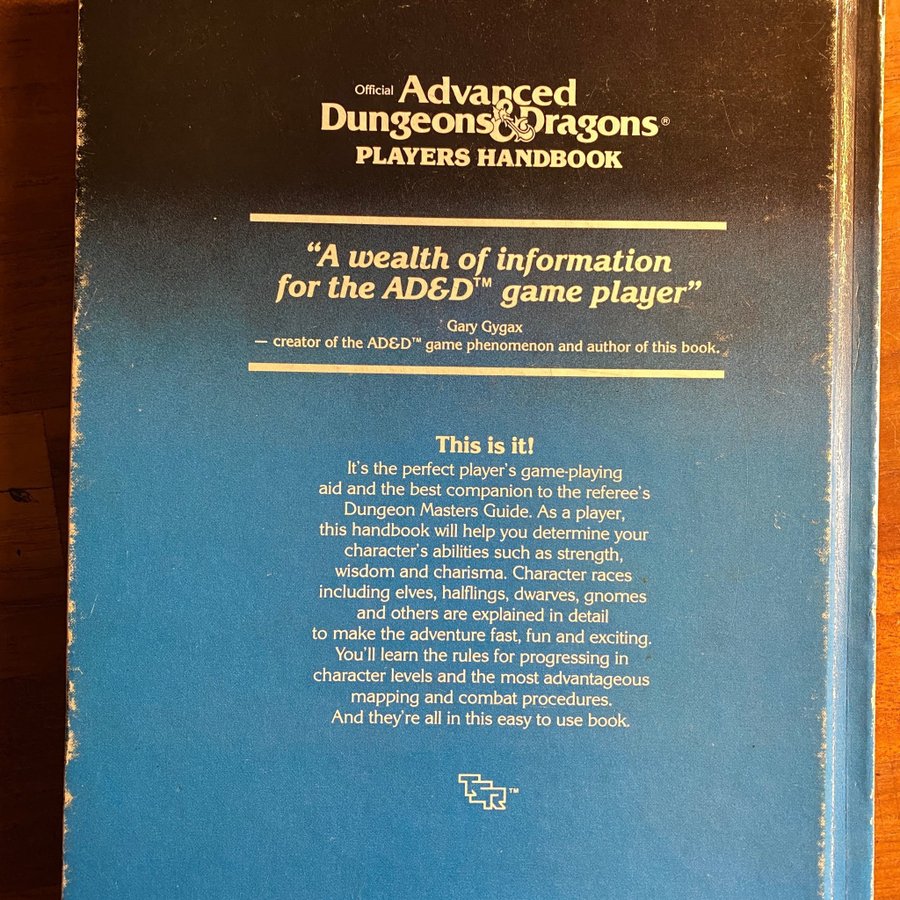 Official Advanced
Dungeons & Dragons®
PLAYERS HANDBOOK
“A wealth of information
for the AD&D™ game player”
Gary Gygax
— creator of the AD&D™ game phenomenon and author of this book.
This is it!
It's the perfect player's game-playing
aid and the best companion to the referee's
Dungeon Masters Guide. As a player,
this handbook will help you determine your
character's abilities such as strength,
wisdom and charisma. Character races
including elves, halflings, dwarves, gnomes
and others are explained in detail
to make the adventure fast, fun and exciting.
You'll learn the rules for progressing in
character levels and the most advantageous
mapping and combat procedures.
And they're all in this easy to use book.
TSR™